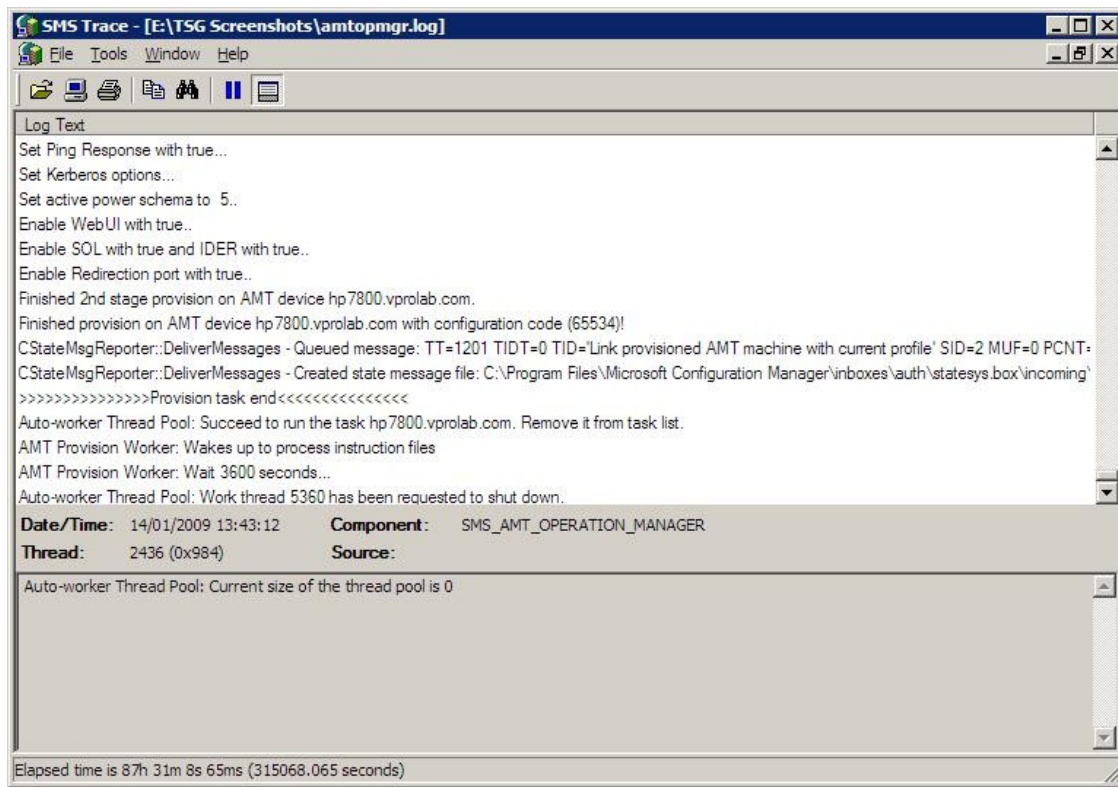 SMS Trace - [E:\TSG Screenshots\amtopmgr.log]
File Tools Window Help
Log Text
Set Ping Response with true...
Set Kerberos options...
Set active power schema to  5..
Enable WebUI with true..
Enable SOL with true and IDER with true..
Enable Redirection port with true..
Finished 2nd stage provision on AMT device hp7800.vprolab.com.
Finished provision on AMT device hp7800.vprolab.com with configuration code (65534)!
CStateMsgReporter::DeliverMessages - Queued message: TT=1201 TIDT=0 TID='Link provisioned AMT machine with current profile' SID=2 MUF=0 PCNT=
CStateMsgReporter::DeliverMessages - Created state message file: C:\Program Files\Microsoft Configuration Manager\inboxes\auth\statesys.box\incoming\
>>>>>>>>>>>>>>>Provision task end<<<<<<<<<<<<<<<
Auto-worker Thread Pool: Succeed to run the task hp7800.vprolab.com. Remove it from task list.
AMT Provision Worker: Wakes up to process instruction files
AMT Provision Worker: Wait 3600 seconds...
Auto-worker Thread Pool: Work thread 5360 has been requested to shut down.
Date/Time: 14/01/2009 13:43:12 Component: SMS_AMT_OPERATION_MANAGER
Thread: 2436 (0x984) Source:
Auto-worker Thread Pool: Current size of the thread pool is 0
Elapsed time is 87h 31m 8s 65ms (315068.065 seconds)